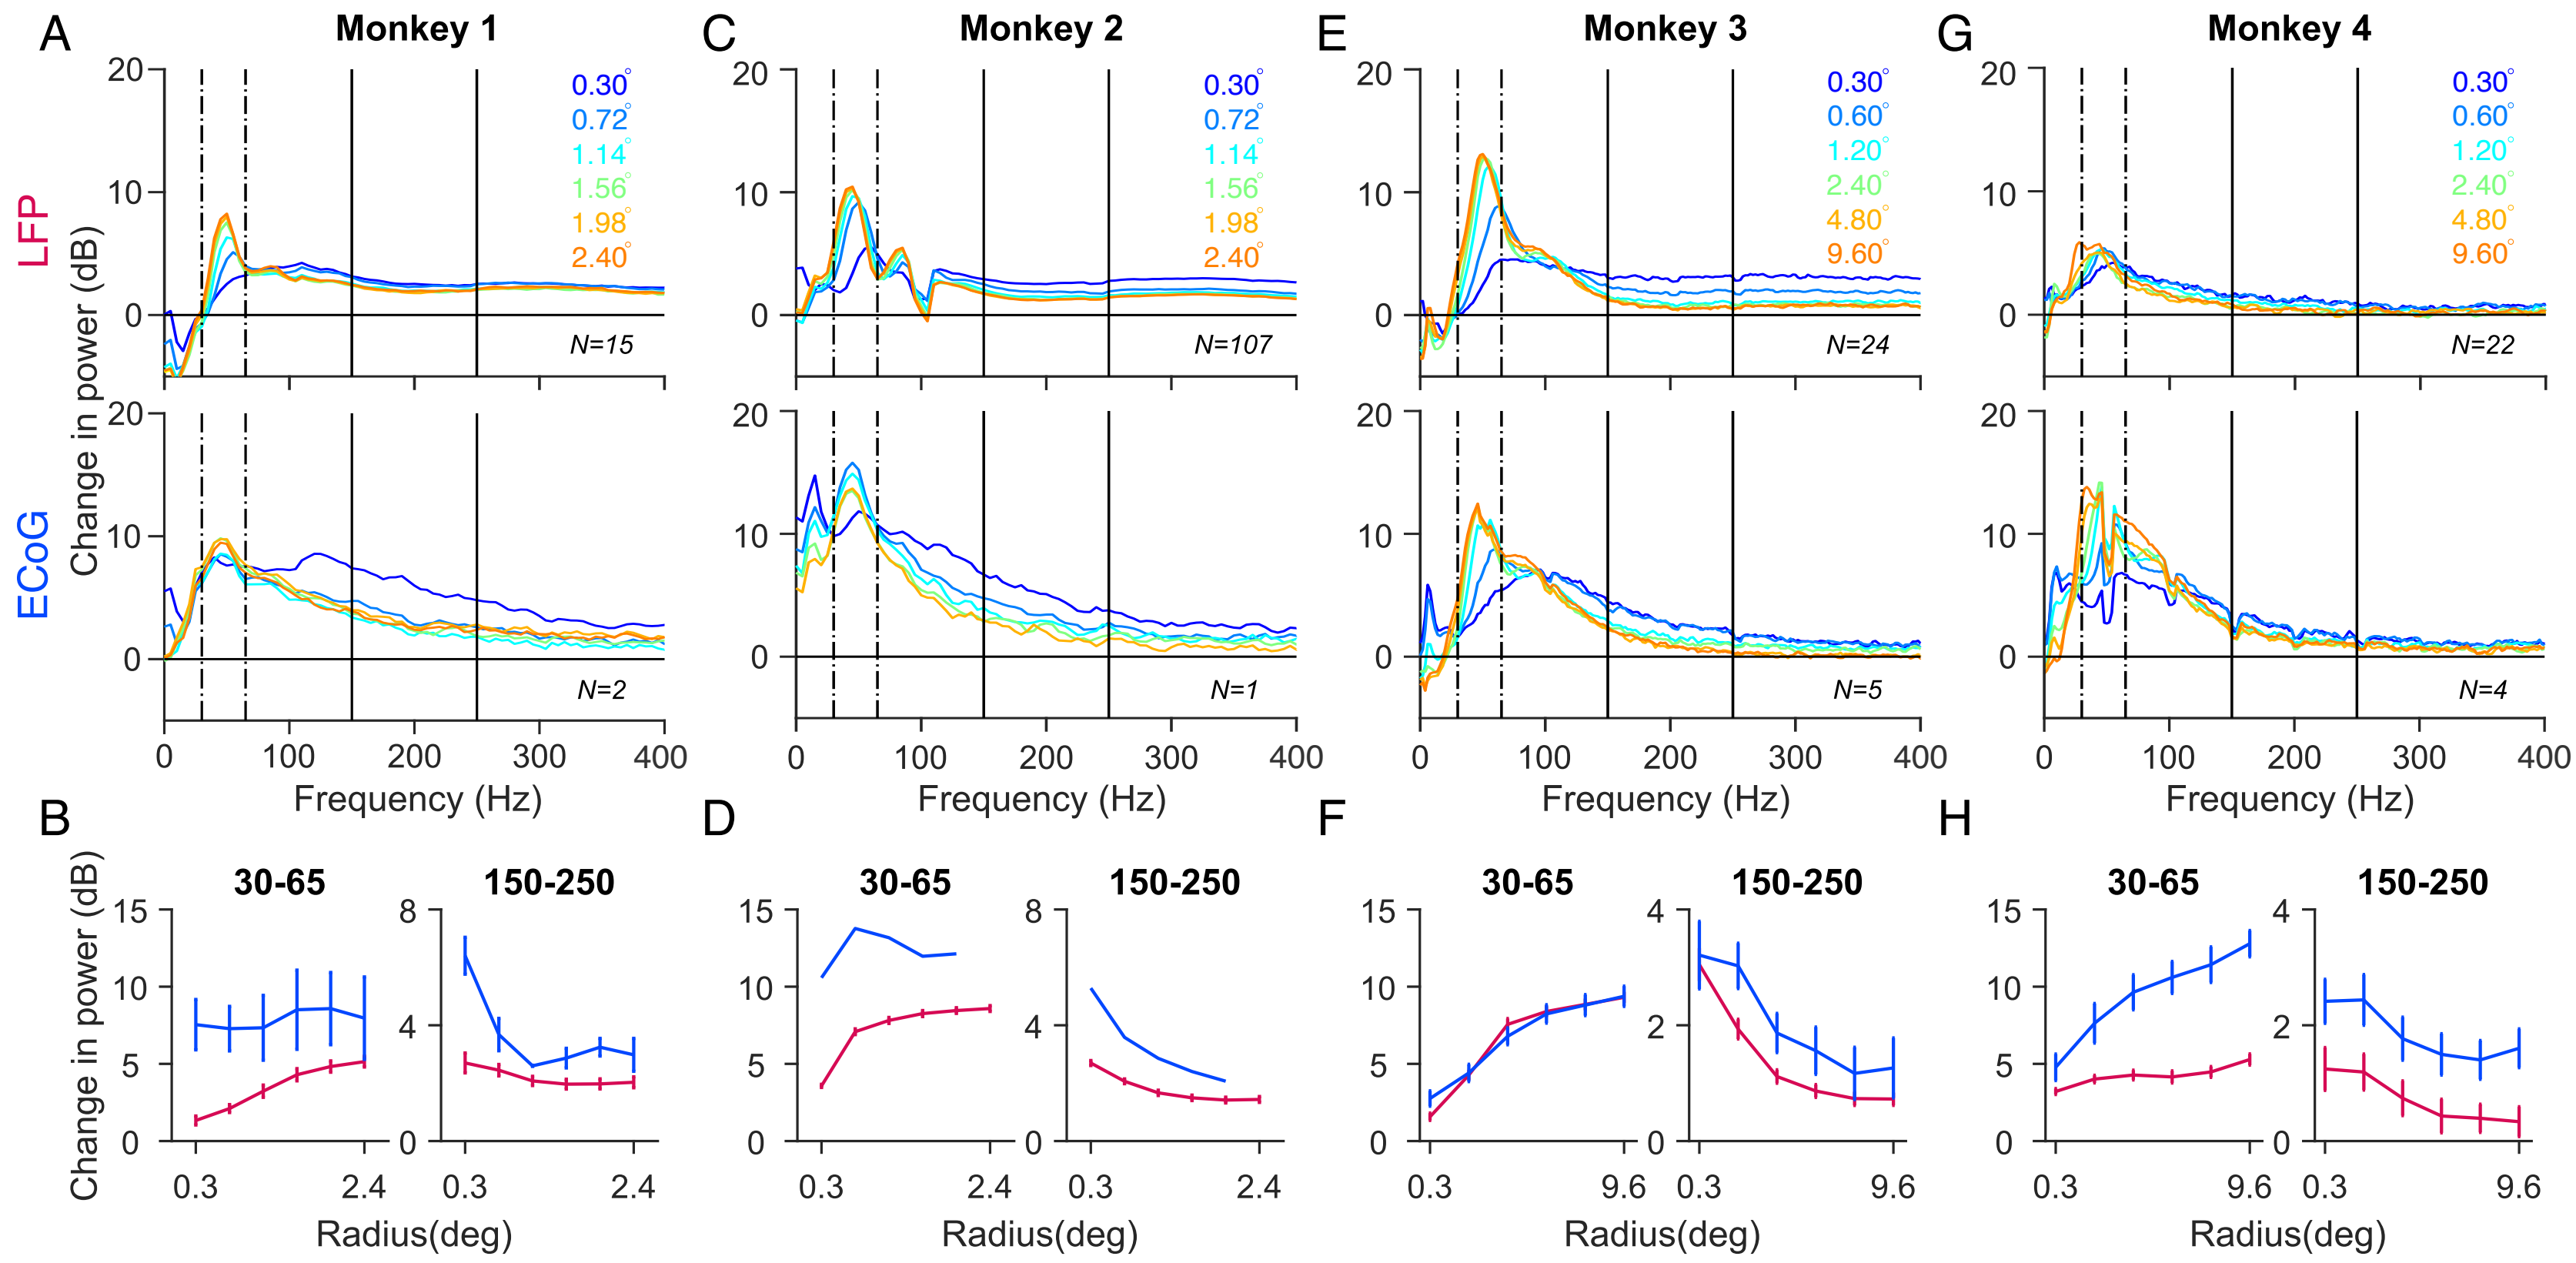 A Monkey 1
C Monkey 2
E Monkey 3
G Monkey 4
LFP
ECoG
Change in power (dB)
20
10
0
0.30°
0.72°
1.14°
1.56°
1.98°
2.40°
N=15
20
10
0
0.30°
0.72°
1.14°
1.56°
1.98°
2.40°
N=107
20
10
0
0.30°
0.60°
1.20°
2.40°
4.80°
9.60°
N=24
20
10
0
0.30°
0.60°
1.20°
2.40°
4.80°
9.60°
N=22
20
10
0
N=2
0 100 200 300 400
Frequency (Hz)
20
10
0
N=1
0 100 200 300 400
Frequency (Hz)
20
10
0
N=5
0 100 200 300 400
Frequency (Hz)
20
10
0
N=4
0 100 200 300 400
Frequency (Hz)
B
Change in power (dB)
30-65
15
10
5
0
0.3 2.4
150-250
8
4
0
0.3 2.4
Radius(deg)
D
30-65
15
10
5
0
0.3 2.4
150-250
8
4
0
0.3 2.4
Radius(deg)
F
30-65
15
10
5
0
0.3 9.6
150-250
4
2
0
0.3 9.6
Radius(deg)
H
30-65
15
10
5
0
0.3 9.6
150-250
4
2
0
0.3 9.6
Radius(deg)